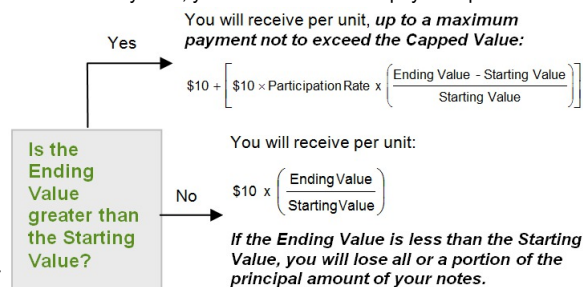 You will receive per unit, up to a maximum
payment not to exceed the Capped Value:
Yes
$10 + [$10 × Participation Rate x (Ending Value - Starting Value / Starting Value)]
You will receive per unit:
Is the
Ending
Value
greater than
the Starting
Value?
No
$10 x (Ending Value / Starting Value)
If the Ending Value is less than the Starting
Value, you will lose all or a portion of the
principal amount of your notes.